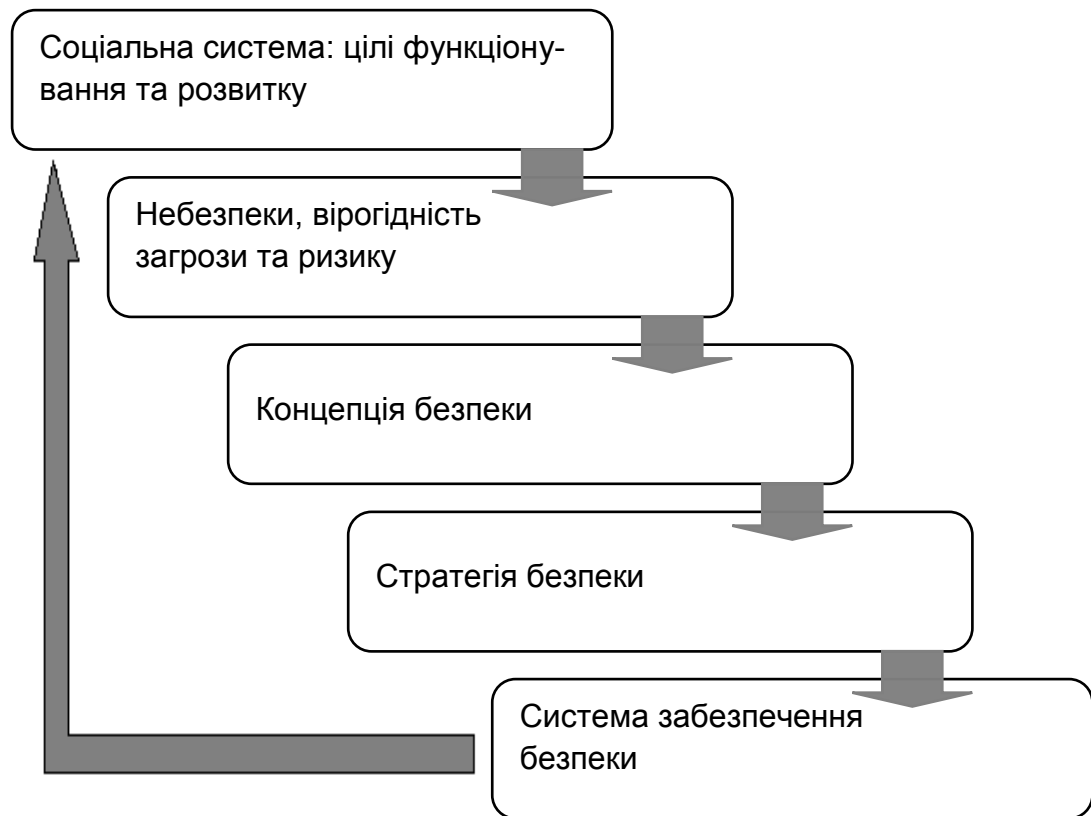 Соціальна система: цілі функціону-
вання та розвитку
Небезпеки, вірогідність
загрози та ризику
Концепція безпеки
Стратегія безпеки
Система забезпечення
безпеки